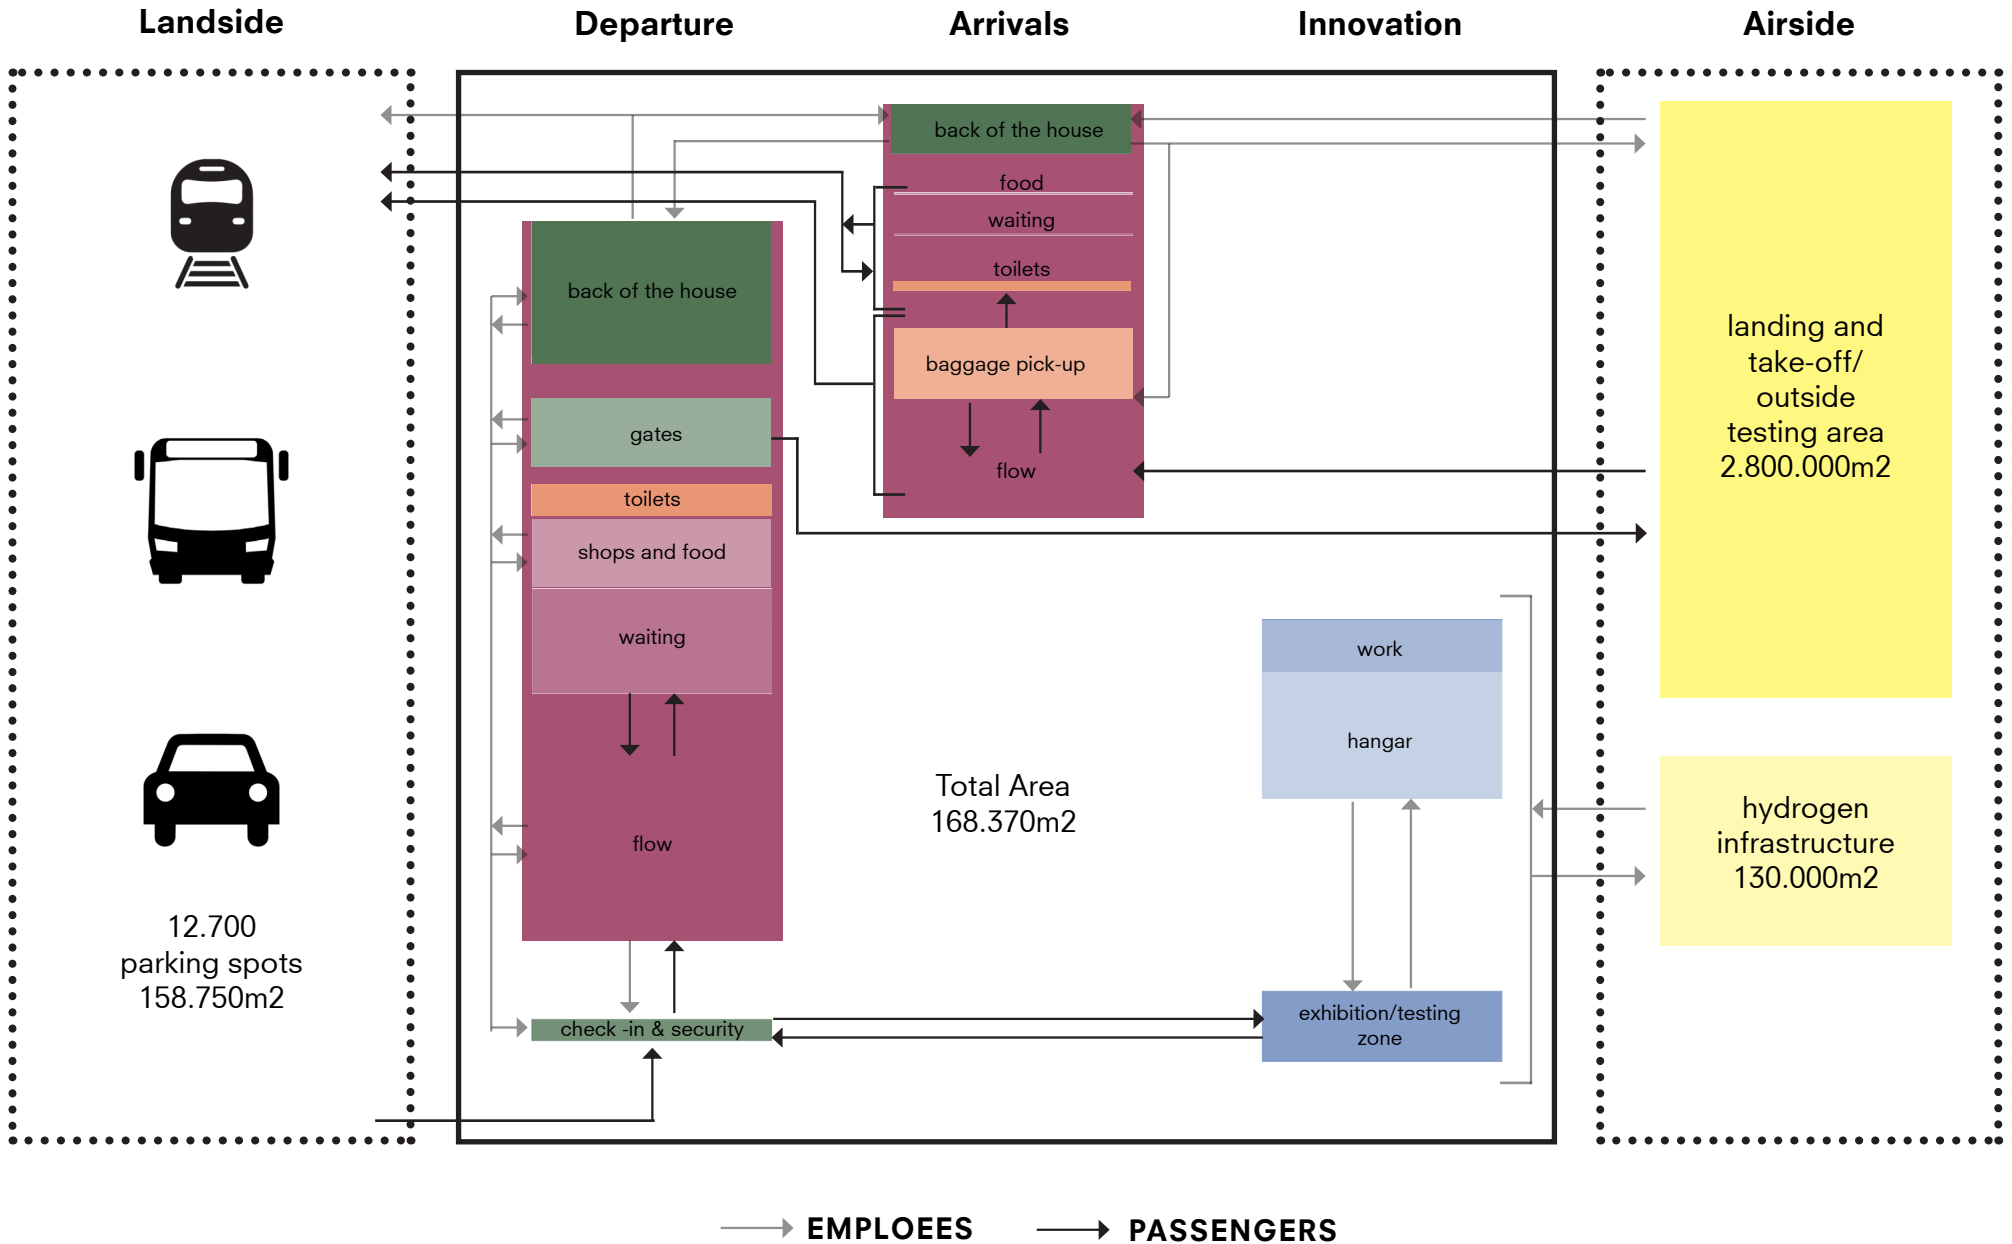 Landside
Departure
Arrivals
Innovation
Airside
12.700
parking spots
158.750m2
back of the house
gates
toilets
shops and food
waiting
flow
check -in & security
back of the house
food
waiting
toilets
baggage pick-up
flow
Total Area
168.370m2
work
hangar
exhibition/testing
zone
landing and
take-off/
outside
testing area
2.800.000m2
hydrogen
infrastructure
130.000m2
EMPLOEES
PASSENGERS